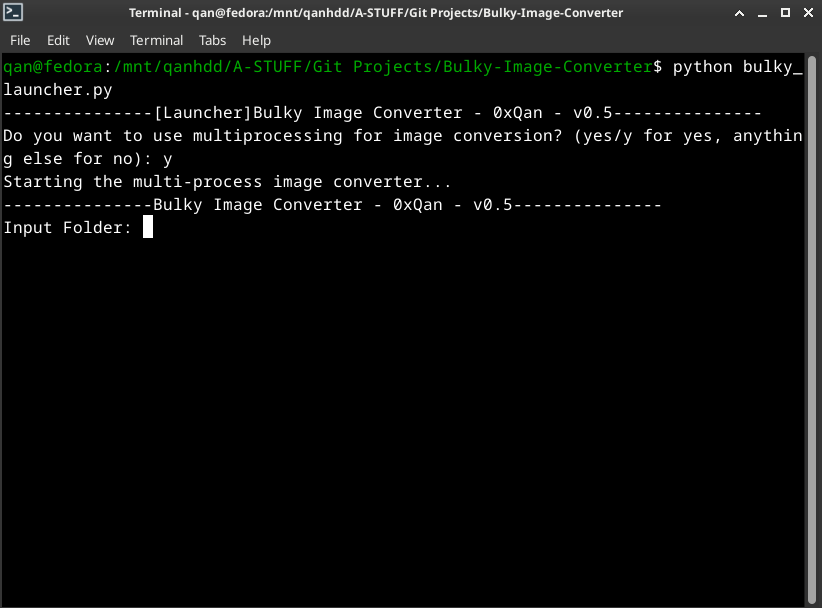 Terminal - qan@fedora:/mnt/qanhdd/A-STUFF/Git Projects/Bulky-Image-Converter
File Edit View Terminal Tabs Help
qan@fedora:/mnt/qanhdd/A-STUFF/Git Projects/Bulky-Image-Converter$ python bulky_
launcher.py
---------------[Launcher]Bulky Image Converter - 0xQan - v0.5---------------
Do you want to use multiprocessing for image conversion? (yes/y for yes, anythin
g else for no): y
Starting the multi-process image converter...
---------------Bulky Image Converter - 0xQan - v0.5---------------
Input Folder: